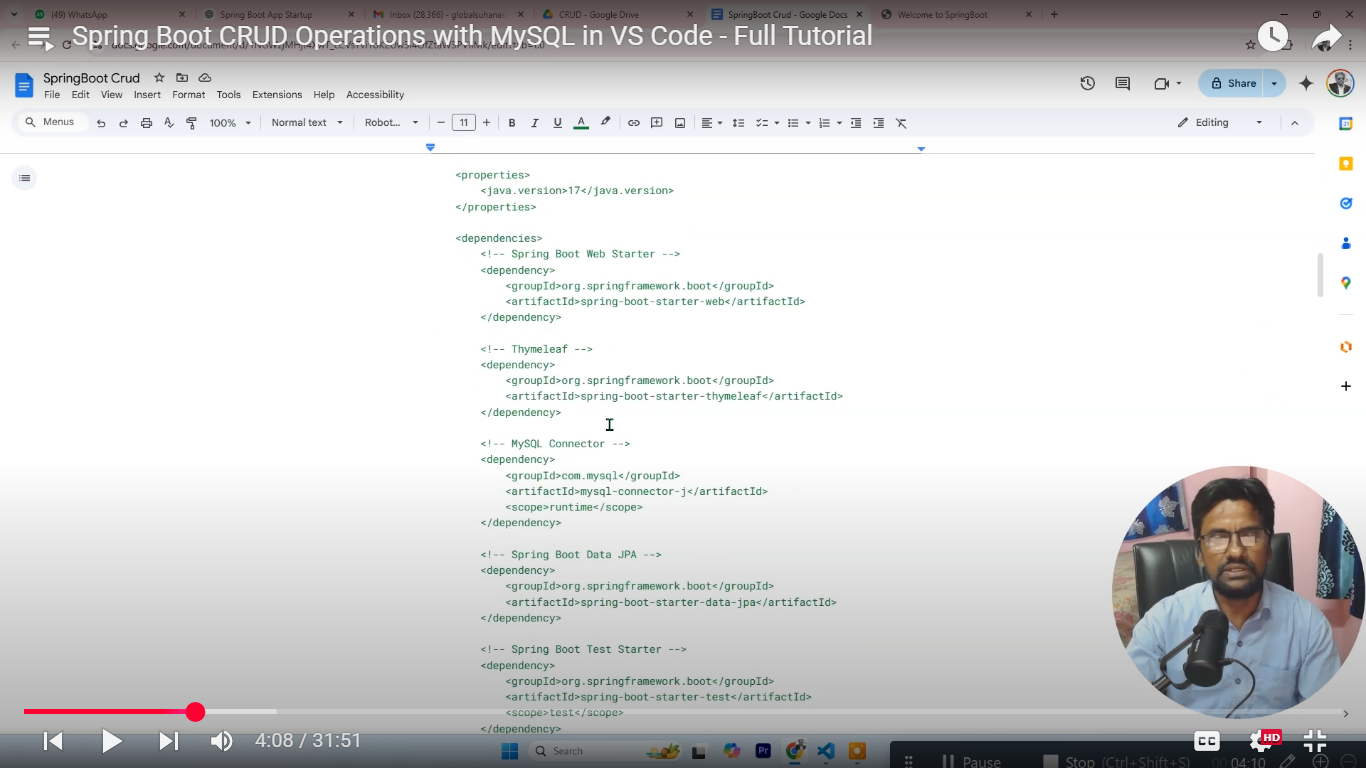 (49) WhatsApp
Spring Boot App Startup
Inbox (28,366) - globalsuhanas
CRUD - Google Drive
SpringBoot Crud - Google Docs
Welcome to SpringBoot
Spring Boot CRUD Operations with MySQL in VS Code - Full Tutorial
SpringBoot Crud
Share
File Edit View Insert Format Tools Extensions Help Accessibility
Menus
100%
Normal text
Robot...
11
Editing
<properties>
<java.version>17</java.version>
</properties>
<dependencies>
<!-- Spring Boot Web Starter -->
<dependency>
<groupId>org.springframework.boot</groupId>
<artifactId>spring-boot-starter-web</artifactId>
</dependency>
<!-- Thymeleaf -->
<dependency>
<groupId>org.springframework.boot</groupId>
<artifactId>spring-boot-starter-thymeleaf</artifactId>
</dependency>
<!-- MySQL Connector -->
<dependency>
<groupId>com.mysql</groupId>
<artifactId>mysql-connector-j</artifactId>
<scope>runtime</scope>
</dependency>
<!-- Spring Boot Data JPA -->
<dependency>
<groupId>org.springframework.boot</groupId>
<artifactId>spring-boot-starter-data-jpa</artifactId>
</dependency>
<!-- Spring Boot Test Starter -->
<dependency>
<groupId>org.springframework.boot</groupId>
<artifactId>spring-boot-starter-test</artifactId>
<scope>test</scope>
</dependency>
4:08 / 31:51
CC
HD
Search
Pr
Pause
Stop (Ctrl+Shift+S)
00:04:10